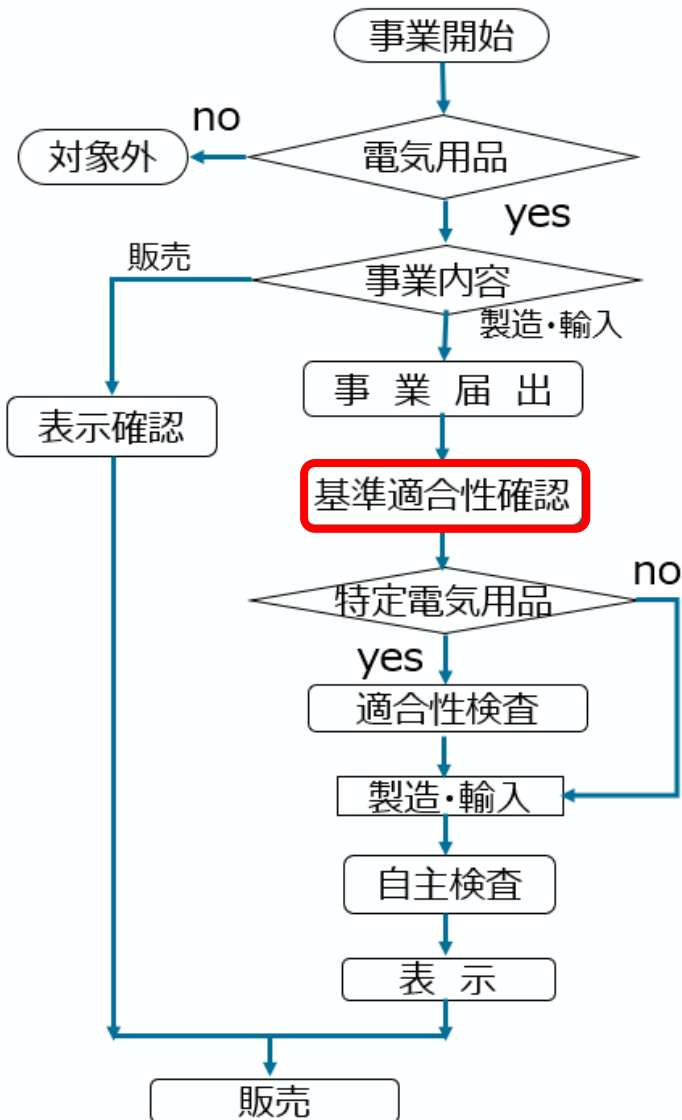 事業開始
no
対象外
電気用品
yes
販売
事業内容
製造・輸入
事業届出
表示確認
基準適合性確認
no
特定電気用品
yes
適合性検査
製造・輸入
自主検査
表示
販売